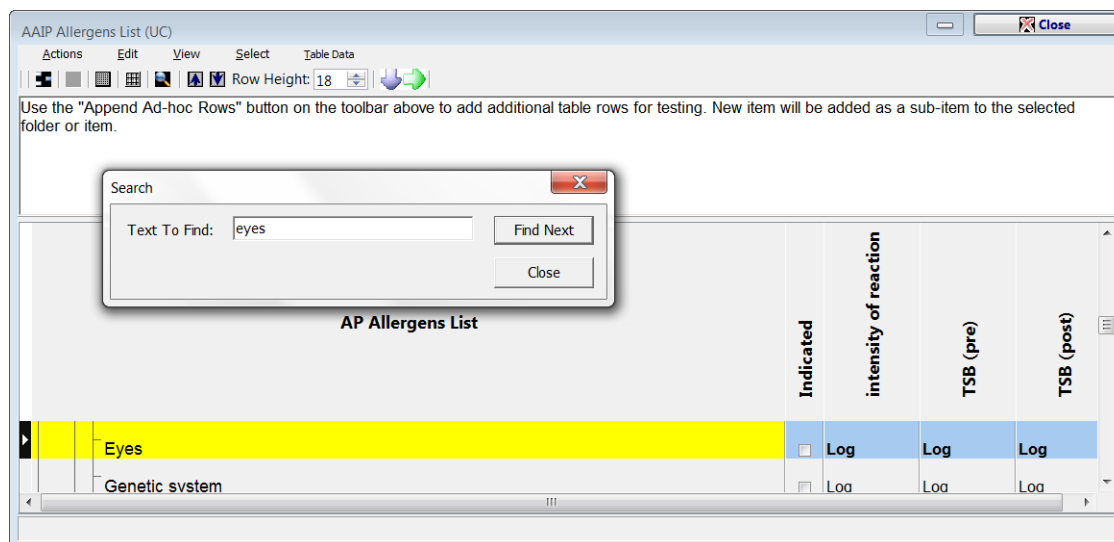 AAIP Allergens List (UC)
Close
Actions Edit View Select Table Data
Row Height: 18
Use the "Append Ad-hoc Rows" button on the toolbar above to add additional table rows for testing. New item will be added as a sub-item to the selected
folder or item.
Search
Text To Find: eyes
Find Next
Close
AP Allergens List
Indicated
intensity of reaction
TSB (pre)
TSB (post)
Eyes Log Log Log
Genetic system Log Log Log